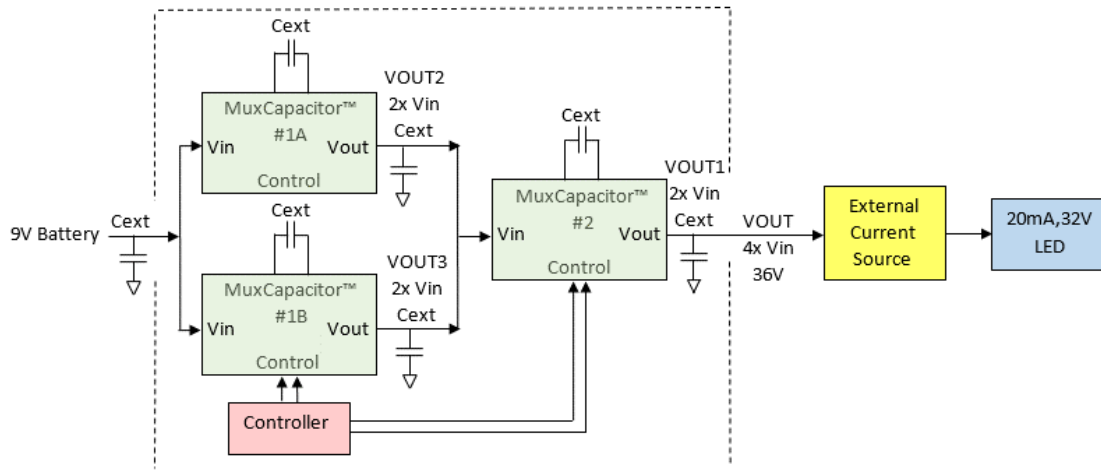 9V Battery
Cext
Cext
MuxCapacitor™
#1A
Vin
Vout
Control
VOUT2
2x Vin
Cext
Cext
MuxCapacitor™
#1B
Vin
Vout
Control
VOUT3
2x Vin
Cext
Controller
Cext
MuxCapacitor™
#2
Vin
Vout
Control
VOUT1
2x Vin
Cext
VOUT
4x Vin
36V
External
Current
Source
20mA,32V
LED